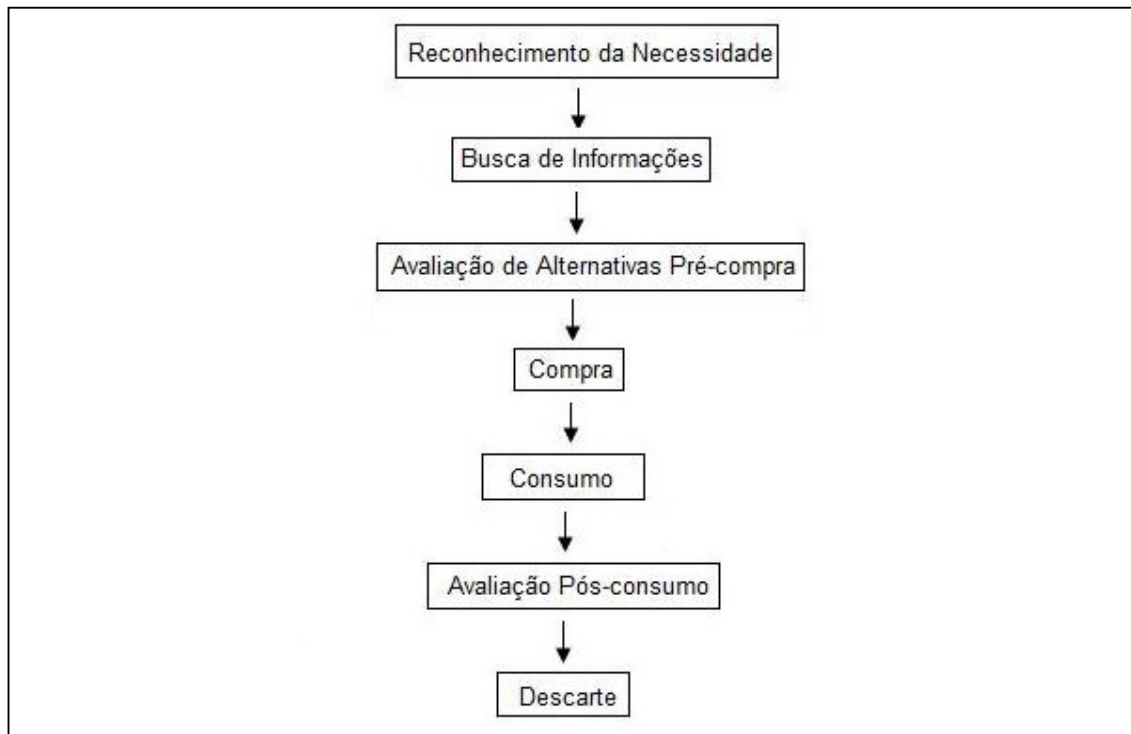 Reconhecimento da Necessidade
Busca de Informações
Avaliação de Alternativas Pré-compra
Compra
Consumo
Avaliação Pós-consumo
Descarte